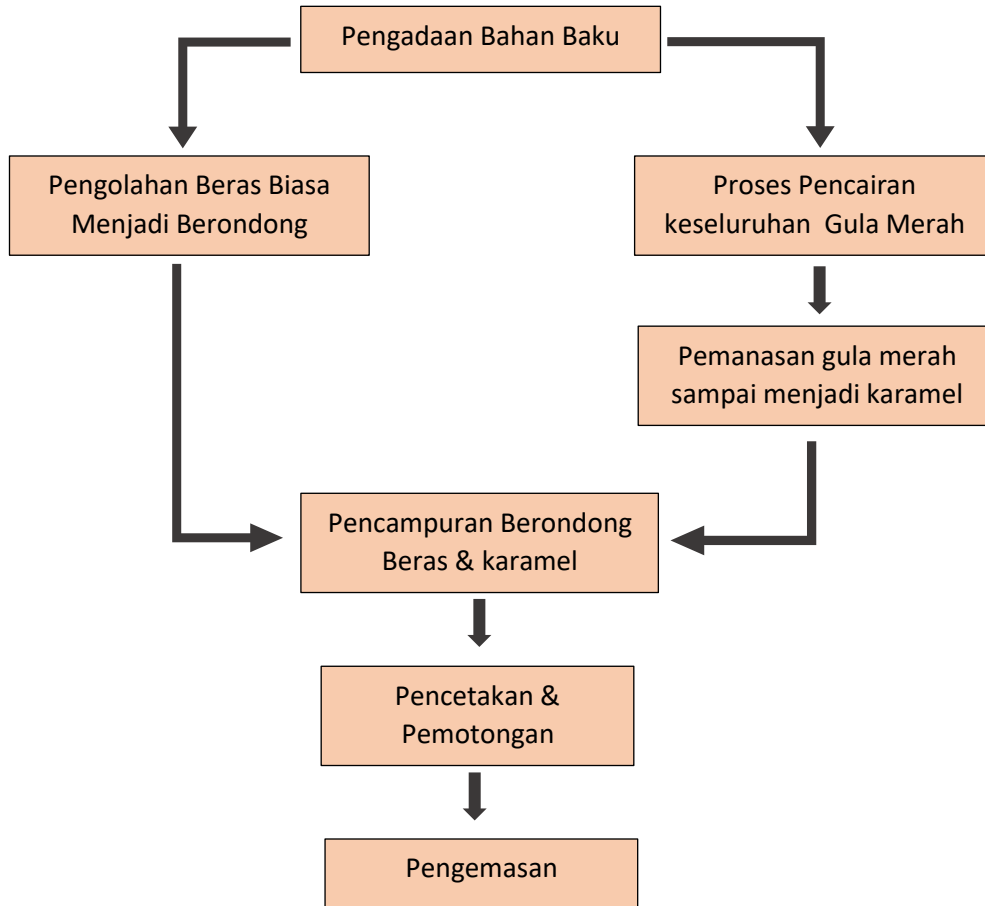 Pengadaan Bahan Baku
Pengolahan Beras Biasa
Menjadi Berondong
Proses Pencairan
keseluruhan  Gula Merah
Pemanasan gula merah
sampai menjadi karamel
Pencampuran Berondong
Beras & karamel
Pencetakan &
Pemotongan
Pengemasan